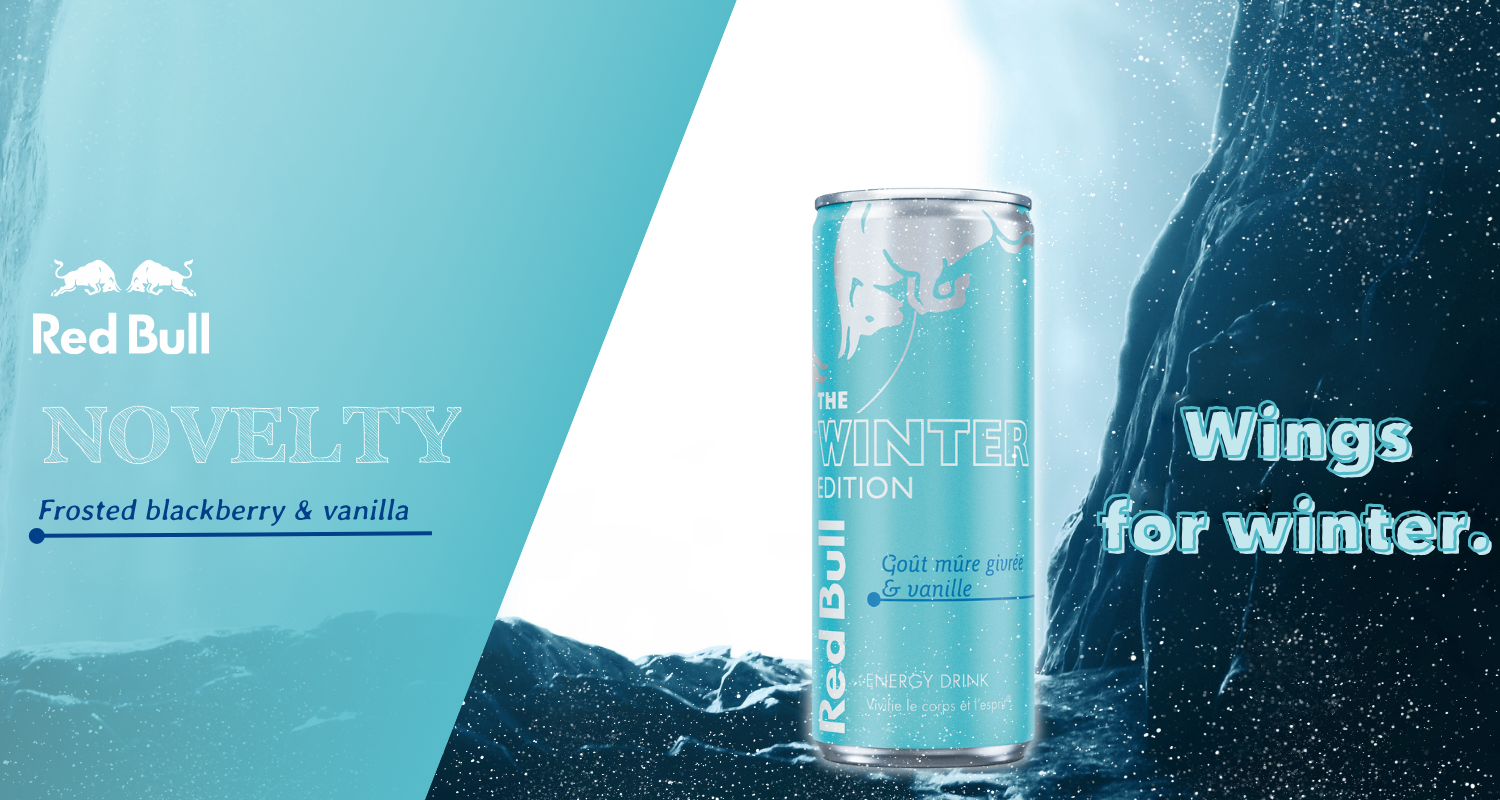 Red Bull
NOVELTY
Frosted blackberry & vanilla
THE
WINTER
EDITION
Red Bull
Goût mûre givrée
& vanille
ENERGY DRINK
Vivifie le corps et l'esprit
Wings
for winter.